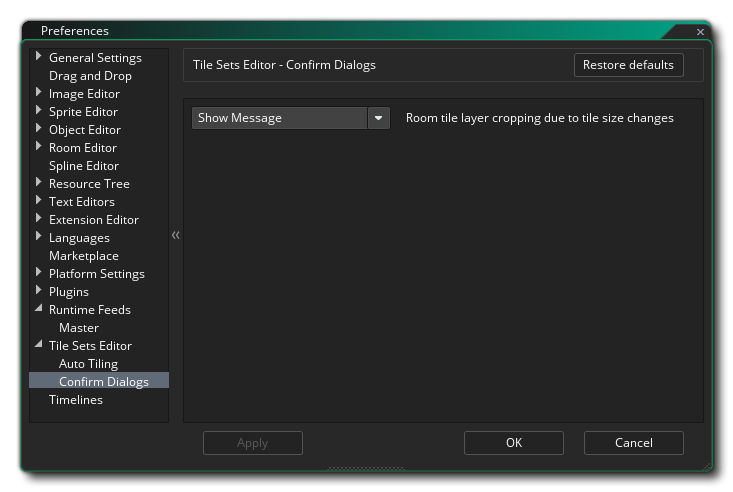 Preferences
General Settings
Drag and Drop
Image Editor
Sprite Editor
Object Editor
Room Editor
Spline Editor
Resource Tree
Text Editors
Extension Editor
Languages
Marketplace
Platform Settings
Plugins
Runtime Feeds
Master
Tile Sets Editor
Auto Tiling
Confirm Dialogs
Timelines
Tile Sets Editor - Confirm Dialogs
Restore defaults
Show Message
Room tile layer cropping due to tile size changes
Apply
OK
Cancel